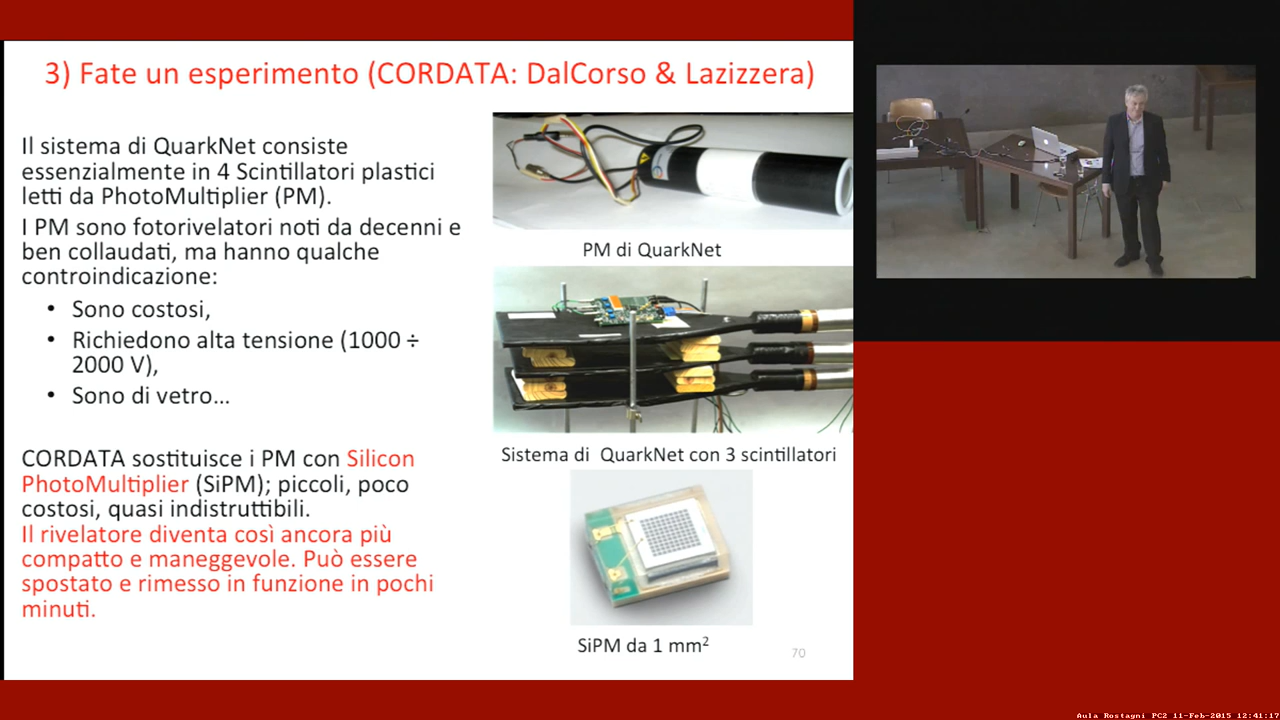 3) Fate un esperimento (CORDATA: DalCorso & Lazizzera)
Il sistema di QuarkNet consiste
essenzialmente in 4 Scintillatori plastici
letti da PhotoMultiplier (PM).
I PM sono fotorivelatori noti da decenni e
ben collaudati, ma hanno qualche
controindicazione:
• Sono costosi,
• Richiedono alta tensione (1000 ÷
2000 V),
• Sono di vetro...
CORDATA sostituisce i PM con Silicon
PhotoMultiplier (SiPM); piccoli, poco
costosi, quasi indistruttibili.
Il rivelatore diventa così ancora più
compatto e maneggevole. Può essere
spostato e rimesso in funzione in pochi
minuti.
PM di QuarkNet
Sistema di QuarkNet con 3 scintillatori
SiPM da 1 mm²
70
Aula Rostagni PC2 11-Feb-2015 12:41:17